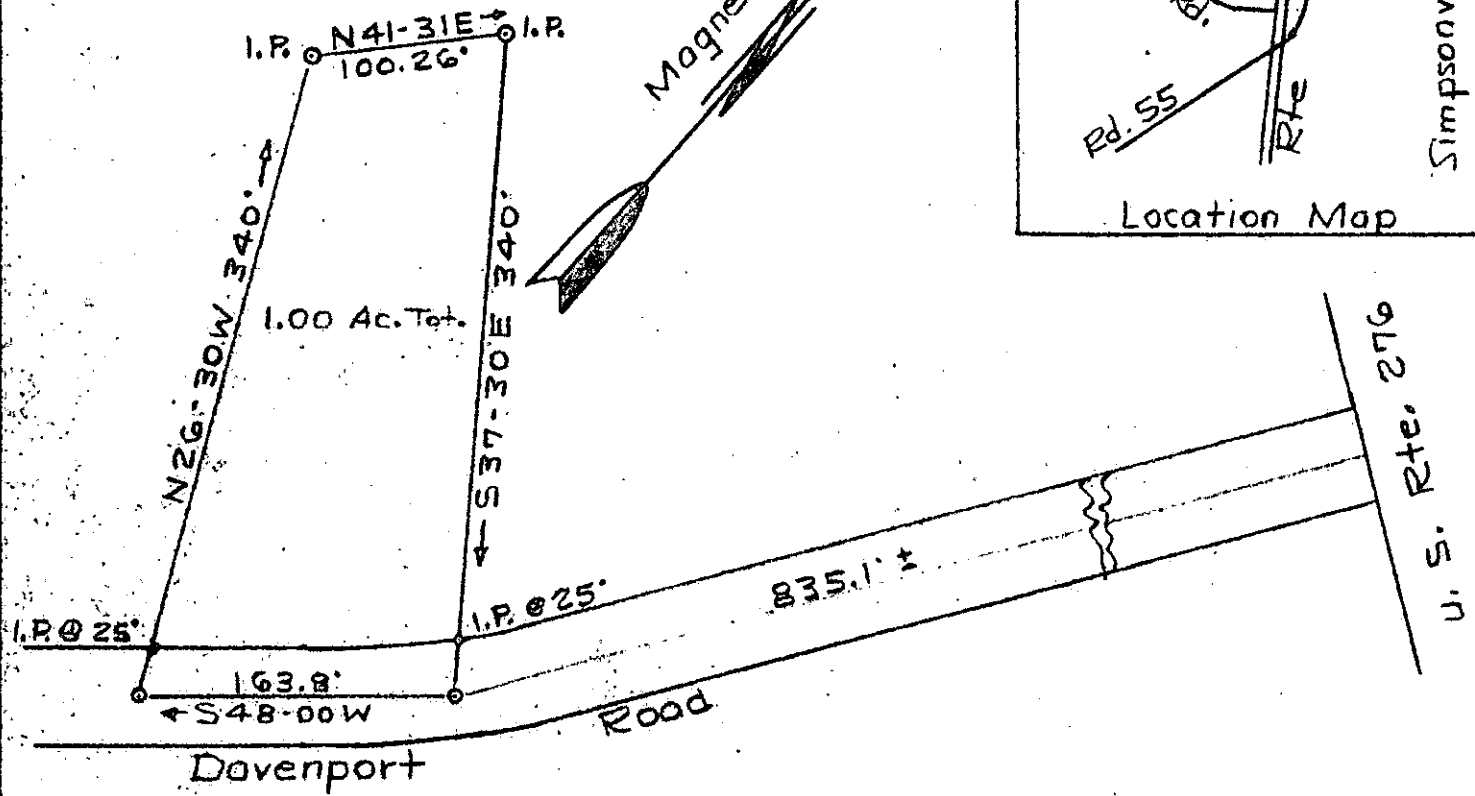 I.P. N41-31E I.P.
100.26'
Magne
Rd.
Rd. 55
Rte
Simpsonv
Location Map
N26-30W 340'
1.00 Ac. Tot.
S37-30E 340'
U. S. Rte. 276
I.P. @ 25'
I.P. @ 25'
835.1' ±
163.8'
S48-00W
Davenport Road